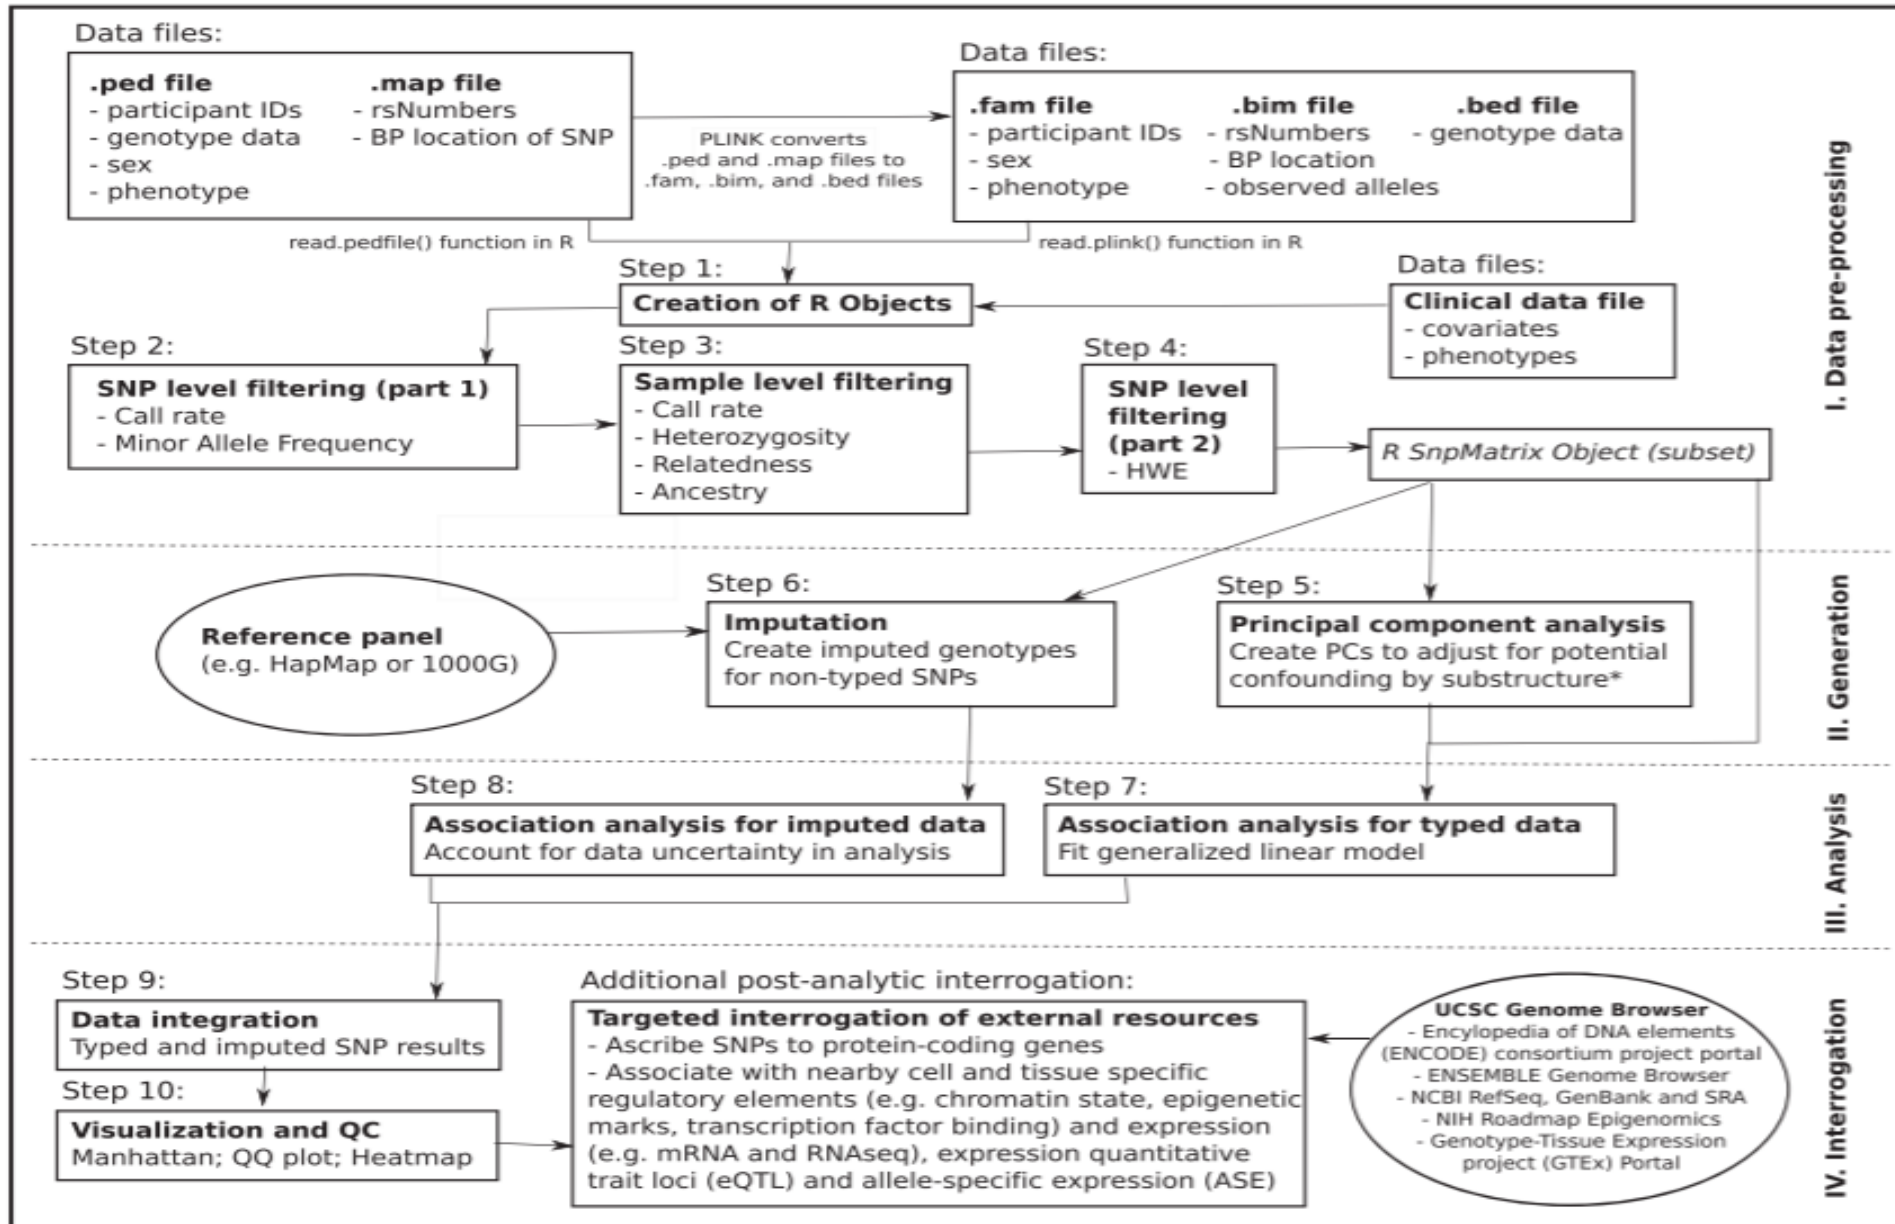 Data files:
.ped file
- participant IDs
- genotype data
- sex
- phenotype
.map file
- rsNumbers
- BP location of SNP
PLINK converts
.ped and .map files to
.fam, .bim, and .bed files
Data files:
.fam file
- participant IDs
- sex
- phenotype
.bim file
- rsNumbers
- BP location
- observed alleles
.bed file
- genotype data
read.pedfile() function in R
read.plink() function in R
Step 1:
Creation of R Objects
Data files:
Clinical data file
- covariates
- phenotypes
Step 2:
SNP level filtering (part 1)
- Call rate
- Minor Allele Frequency
Step 3:
Sample level filtering
- Call rate
- Heterozygosity
- Relatedness
- Ancestry
Step 4:
SNP level
filtering
(part 2)
- HWE
R SnpMatrix Object (subset)
I. Data pre-processing
Reference panel
(e.g. HapMap or 1000G)
Step 6:
Imputation
Create imputed genotypes
for non-typed SNPs
Step 5:
Principal component analysis
Create PCs to adjust for potential
confounding by substructure*
II. Generation
Step 8:
Association analysis for imputed data
Account for data uncertainty in analysis
Step 7:
Association analysis for typed data
Fit generalized linear model
III. Analysis
Step 9:
Data integration
Typed and imputed SNP results
Step 10:
Visualization and QC
Manhattan; QQ plot; Heatmap
Additional post-analytic interrogation:
Targeted interrogation of external resources
- Ascribe SNPs to protein-coding genes
- Associate with nearby cell and tissue specific
regulatory elements (e.g. chromatin state, epigenetic
marks, transcription factor binding) and expression
(e.g. mRNA and RNAseq), expression quantitative
trait loci (eQTL) and allele-specific expression (ASE)
UCSC Genome Browser
- Encylopedia of DNA elements
(ENCODE) consortium project portal
- ENSEMBLE Genome Browser
- NCBI RefSeq, GenBank and SRA
- NIH Roadmap Epigenomics
- Genotype-Tissue Expression
project (GTEx) Portal
IV. Interrogation